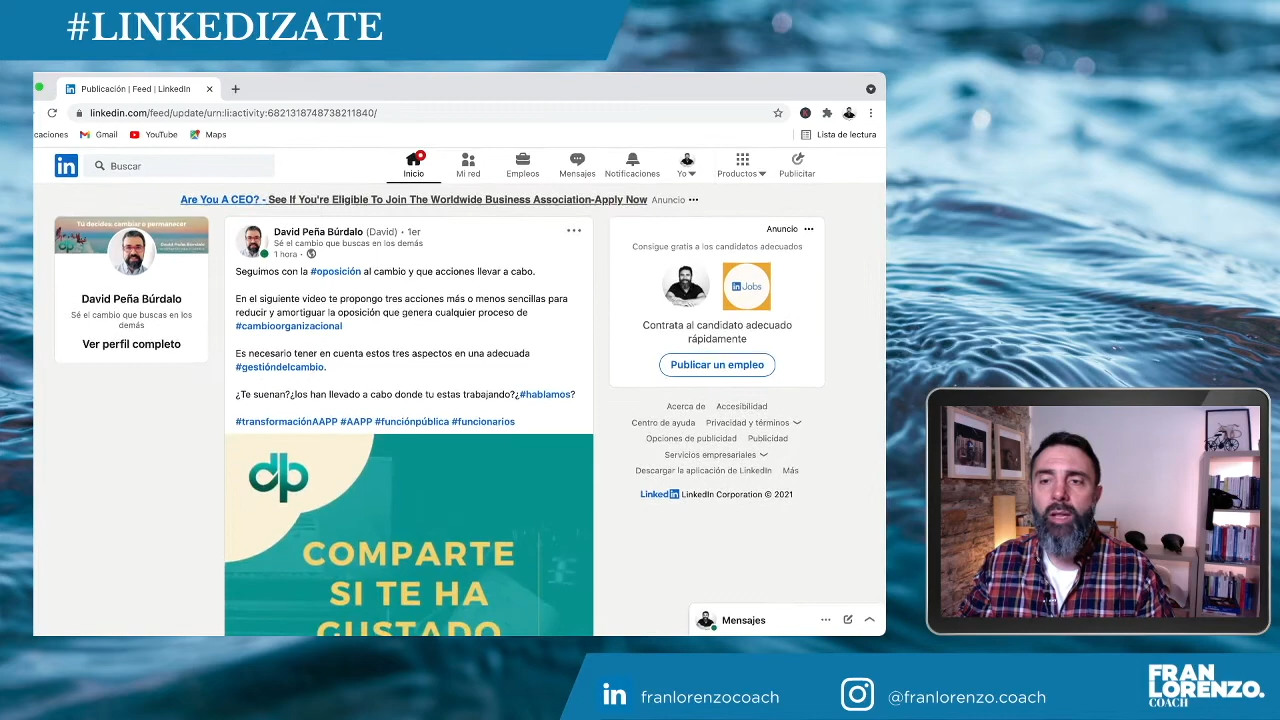 #LINKEDIZATE
Publicación | Feed | LinkedIn
linkedin.com/feed/update/urn:li:activity:6821318748738211840/
caciones
Gmail
YouTube
Maps
Lista de lectura
in
Buscar
Inicio
Mi red
Empleos
Mensajes
Notificaciones
Yo
Productos
Publicitar
Are You A CEO? - See If You're Eligible To Join The Worldwide Business Association-Apply Now Anuncio
Tú decides, cambiar o permanecer
David Peña Búrdalo
Sé el cambio que buscas en los
demás
Ver perfil completo
David Peña Búrdalo (David) • 1er
Sé el cambio que buscas en los demás
1 hora •
Seguimos con la #oposición al cambio y que acciones llevar a cabo.
En el siguiente video te propongo tres acciones más o menos sencillas para
reducir y amortiguar la oposición que genera cualquier proceso de
#cambioorganizacional
Es necesario tener en cuenta estos tres aspectos en una adecuada
#gestióndelcambio.
¿Te suenan?¿los han llevado a cabo donde tu estas trabajando?¿#hablamos?
#transformaciónAAPP #AAPP #funciónpública #funcionarios
dp
COMPARTE
SI TE HA
GUSTADO
Anuncio
Consigue gratis a los candidatos adecuados
in Jobs
Contrata al candidato adecuado
rápidamente
Publicar un empleo
Acerca de Accesibilidad
Centro de ayuda Privacidad y términos
Opciones de publicidad Publicidad
Servicios empresariales
Descargar la aplicación de LinkedIn Más
LinkedIn LinkedIn Corporation © 2021
Mensajes
in franlorenzocoach
@franlorenzo.coach
FRAN
LORENZO.
COACH